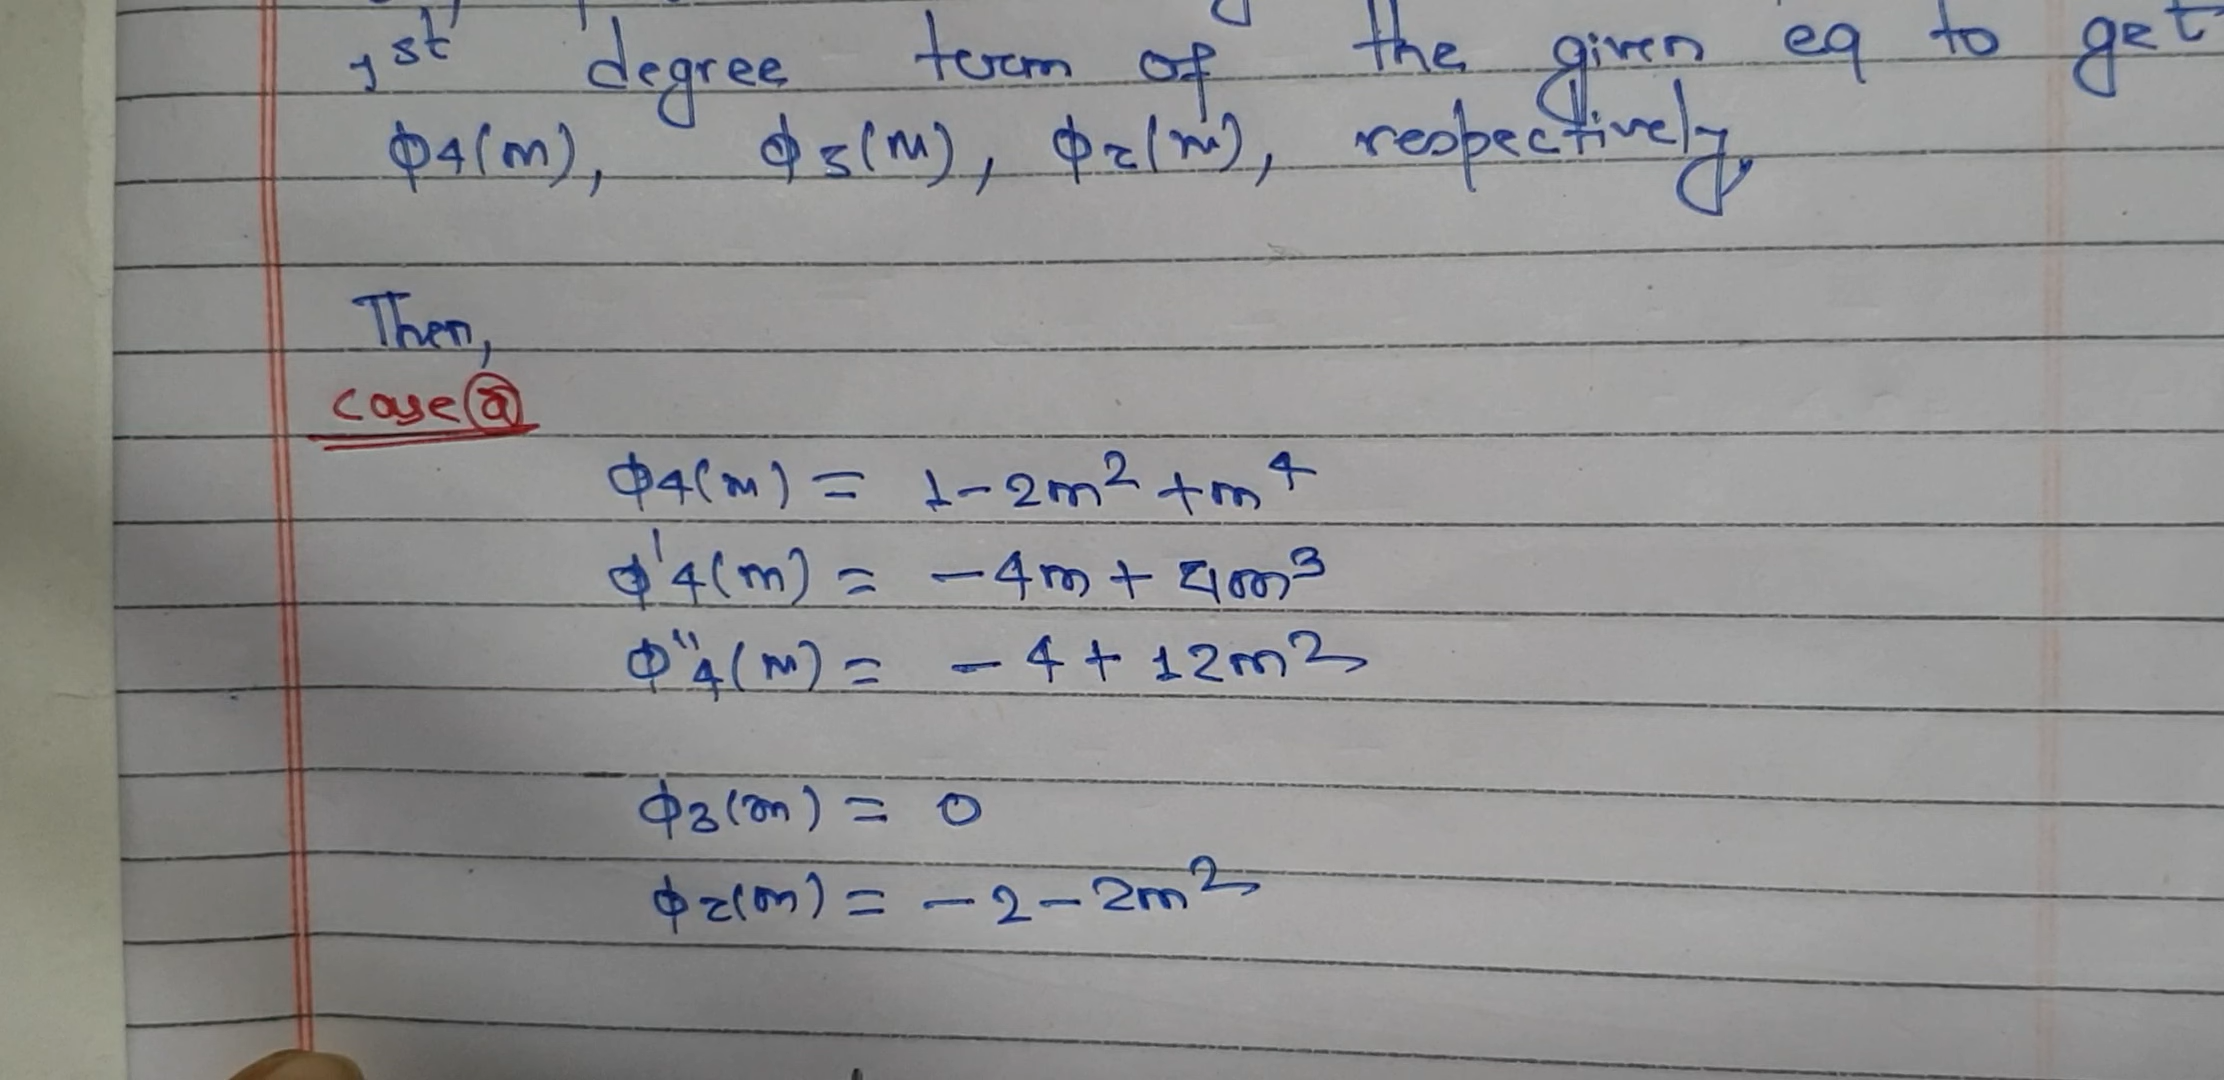 1st degree term of the given eq to get
ϕ4(m), ϕ3(m), ϕ2(m), respectively
Then,
case ⓐ
ϕ4(m) = 1-2m² +m⁴
ϕ'4(m) = -4m + 4m³
ϕ"4(m) = -4 + 12m²
ϕ3(m) = 0
ϕ2(m) = -2-2m²